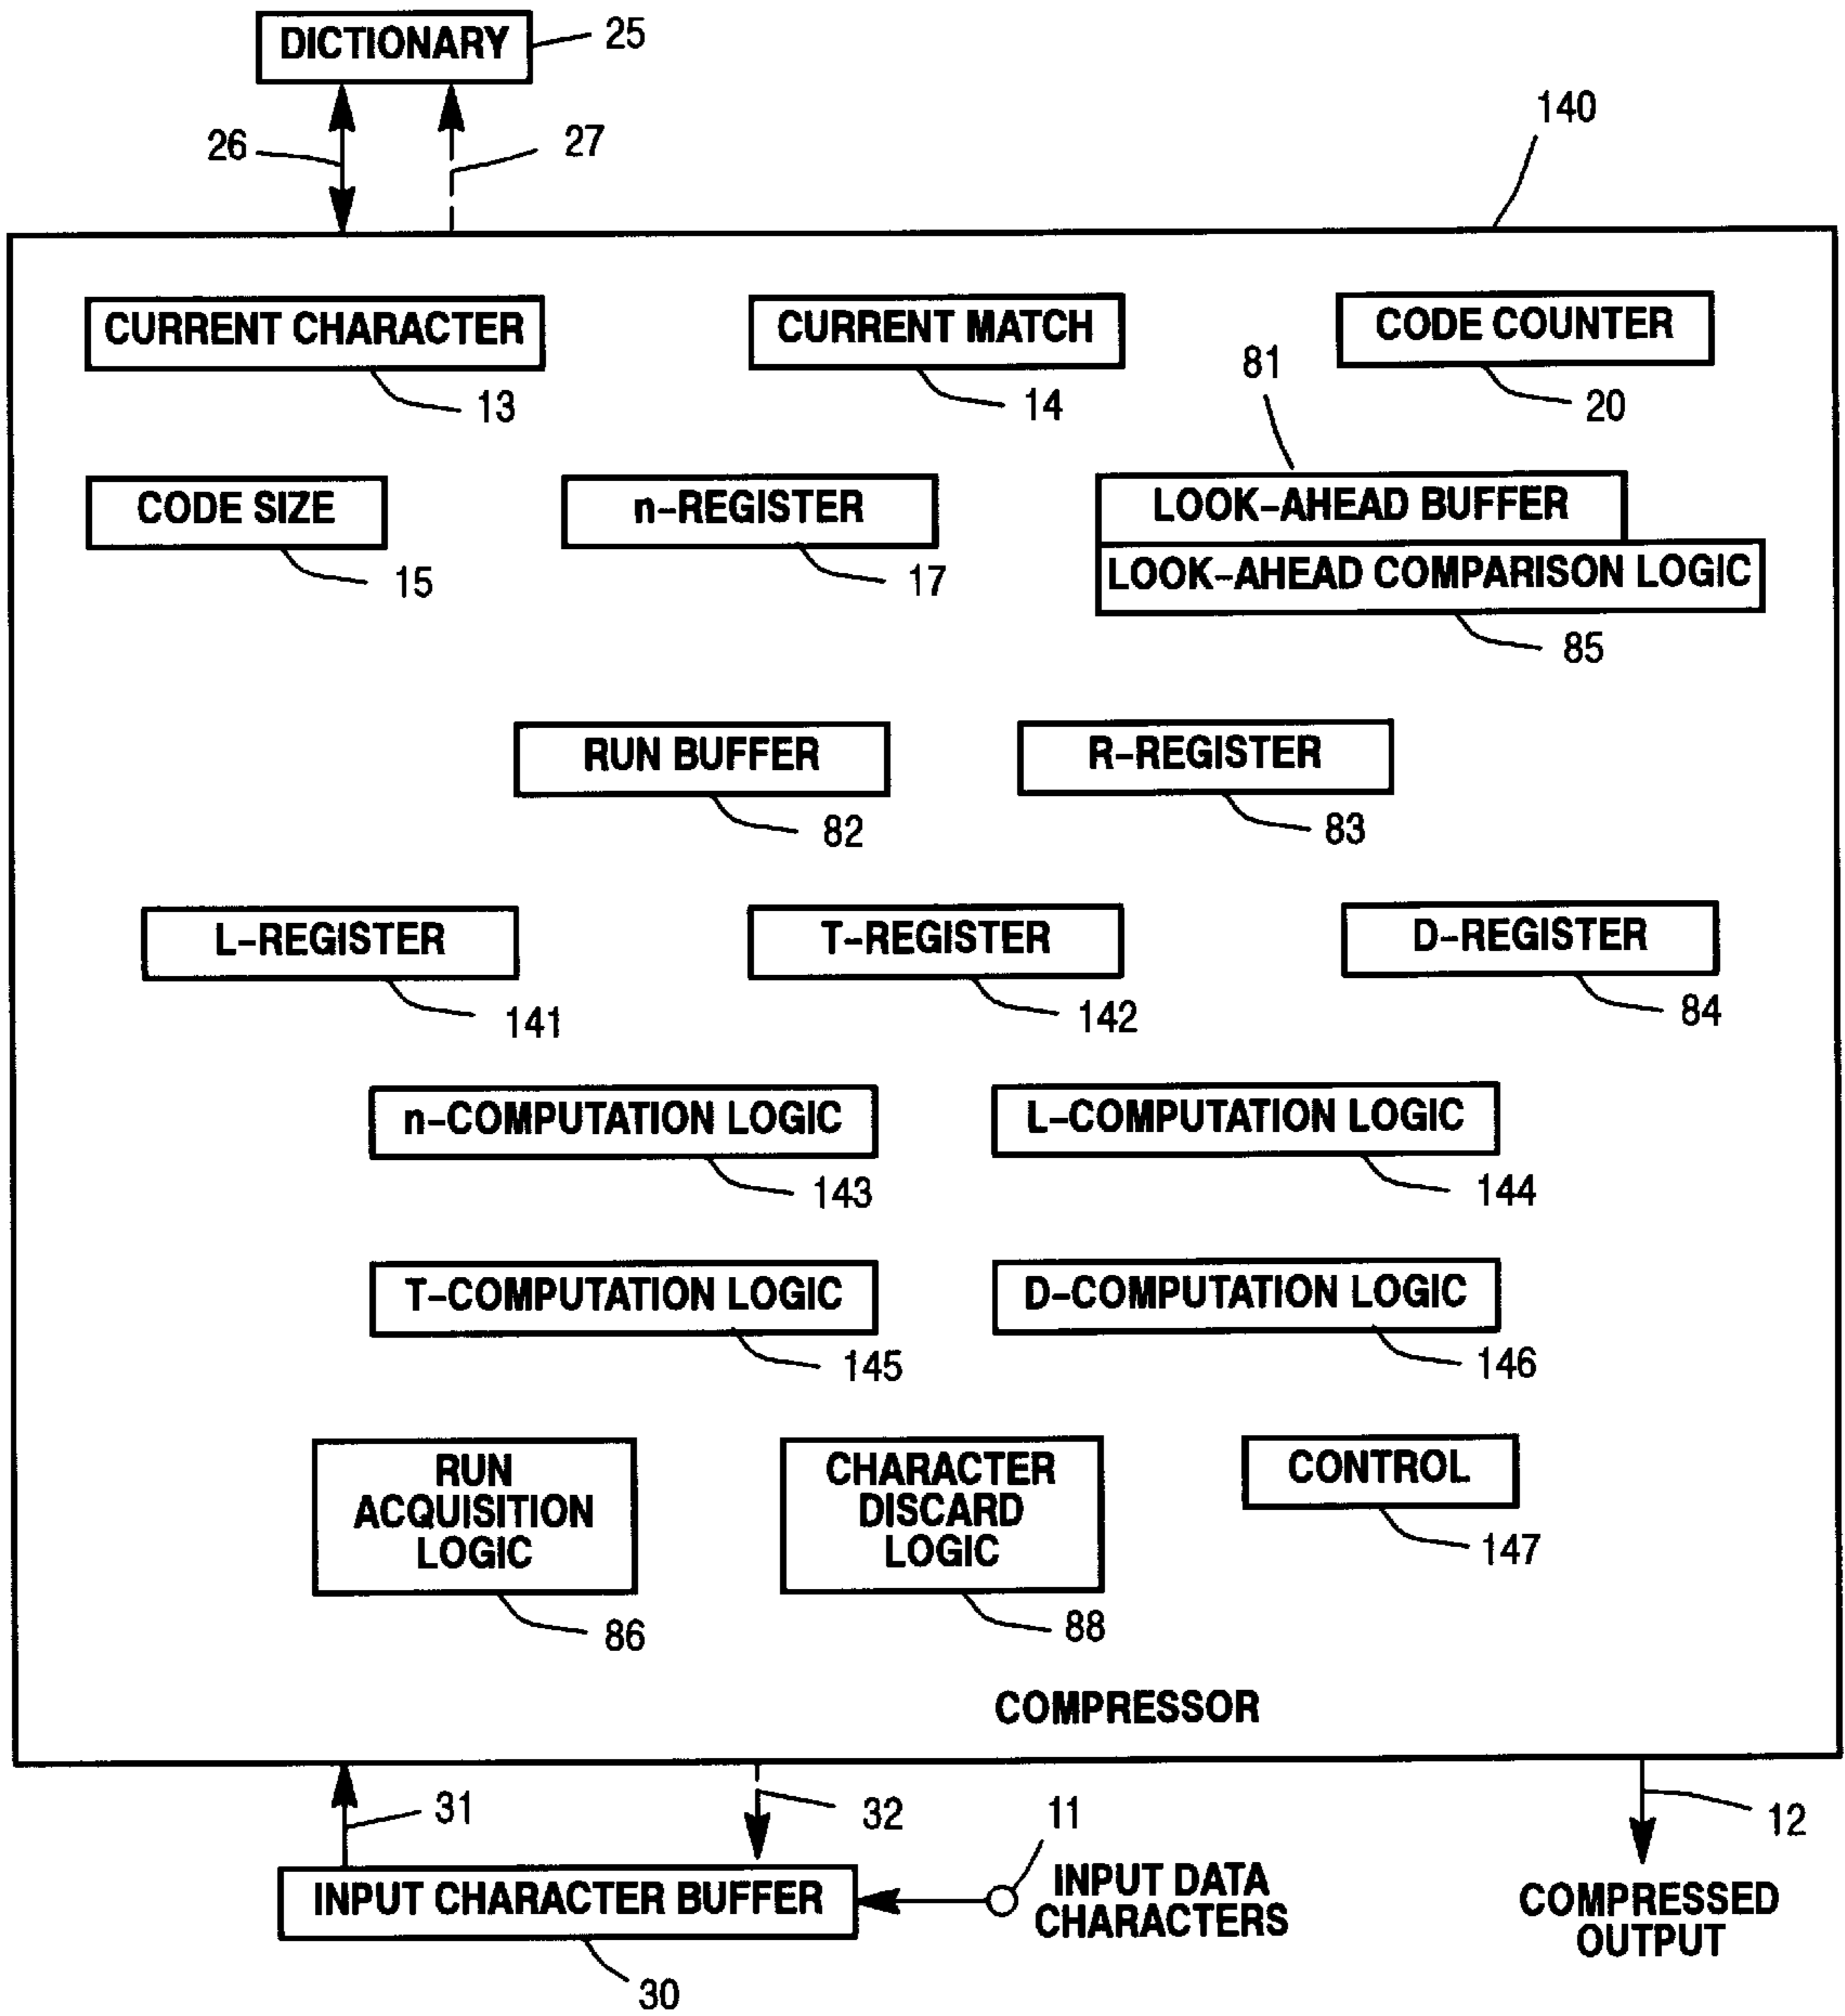 DICTIONARY
25
26
27
140
CURRENT CHARACTER
13
CURRENT MATCH
14
CODE COUNTER
20
81
CODE SIZE
15
n-REGISTER
17
LOOK-AHEAD BUFFER
LOOK-AHEAD COMPARISON LOGIC
85
RUN BUFFER
82
R-REGISTER
83
L-REGISTER
141
T-REGISTER
142
D-REGISTER
84
n-COMPUTATION LOGIC
143
L-COMPUTATION LOGIC
144
T-COMPUTATION LOGIC
145
D-COMPUTATION LOGIC
146
RUN
ACQUISITION
LOGIC
86
CHARACTER
DISCARD
LOGIC
88
CONTROL
147
COMPRESSOR
31
32
11
12
INPUT CHARACTER BUFFER
30
INPUT DATA
CHARACTERS
COMPRESSED
OUTPUT